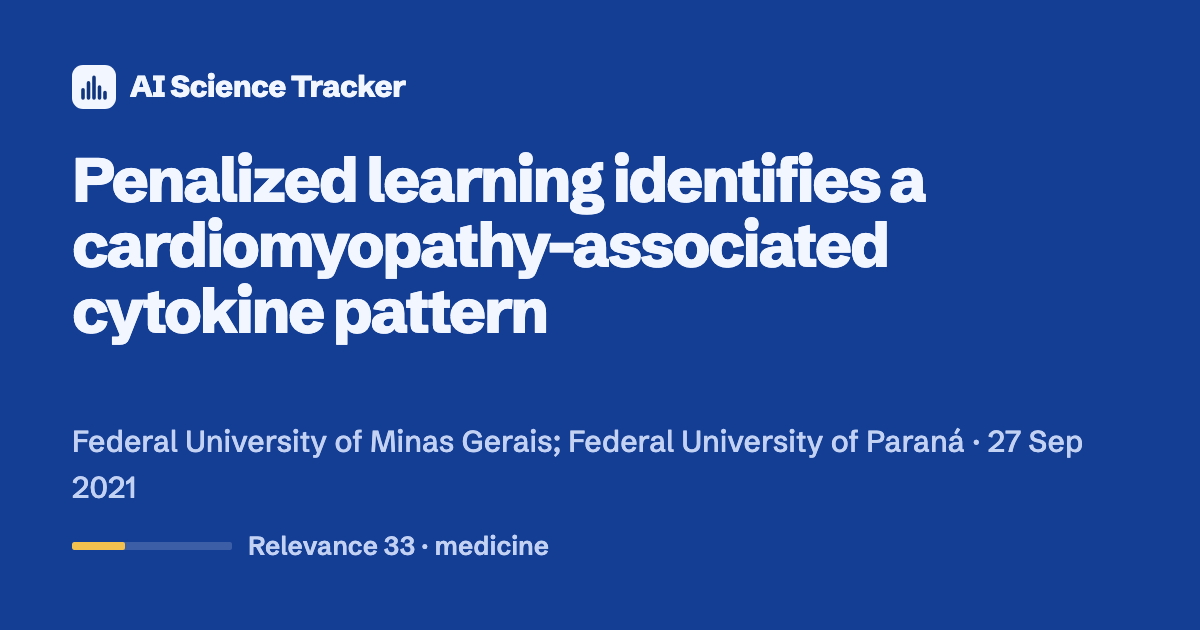 AI Science Tracker
Penalized learning identifies a
cardiomyopathy-associated
cytokine pattern
Federal University of Minas Gerais; Federal University of Paraná · 27 Sep
2021
Relevance 33 · medicine